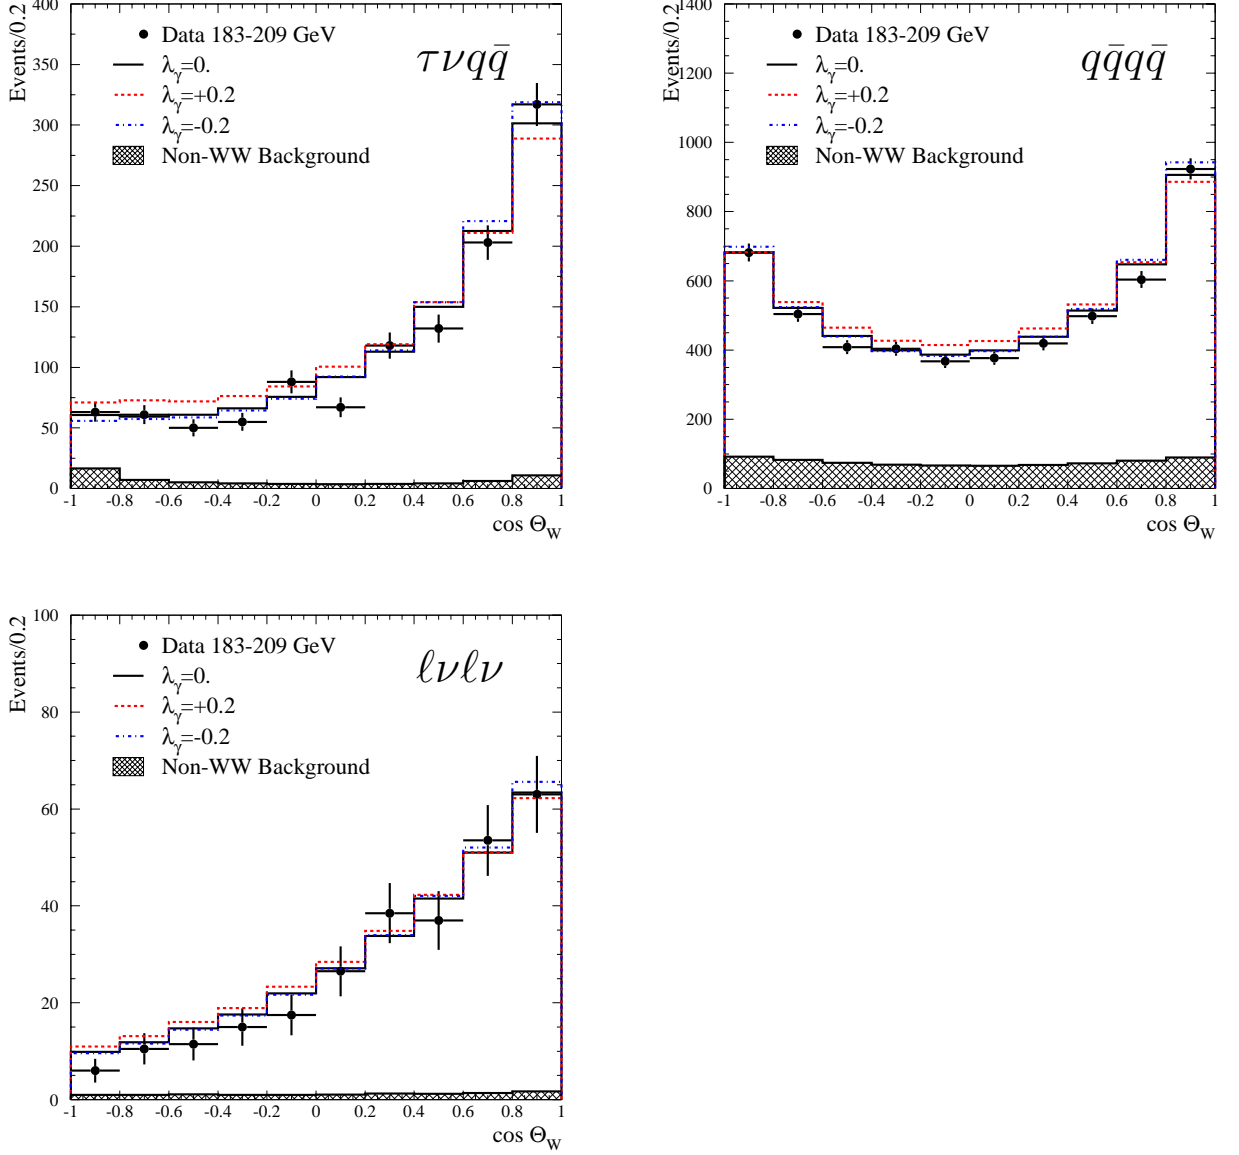 Events/0.2
400
350
300
250
200
150
100
50
0
Data 183-209 GeV
λγ=0.
λγ=+0.2
λγ=-0.2
Non-WW Background
τνqq̄
-1 -0.8 -0.6 -0.4 -0.2 0 0.2 0.4 0.6 0.8 1
cos ΘW
Events/0.2
1400
1200
1000
800
600
400
200
0
Data 183-209 GeV
λγ=0.
λγ=+0.2
λγ=-0.2
Non-WW Background
qq̄qq̄
-1 -0.8 -0.6 -0.4 -0.2 0 0.2 0.4 0.6 0.8 1
cos ΘW
Events/0.2
100
80
60
40
20
0
Data 183-209 GeV
λγ=0.
λγ=+0.2
λγ=-0.2
Non-WW Background
ℓνℓν
-1 -0.8 -0.6 -0.4 -0.2 0 0.2 0.4 0.6 0.8 1
cos ΘW